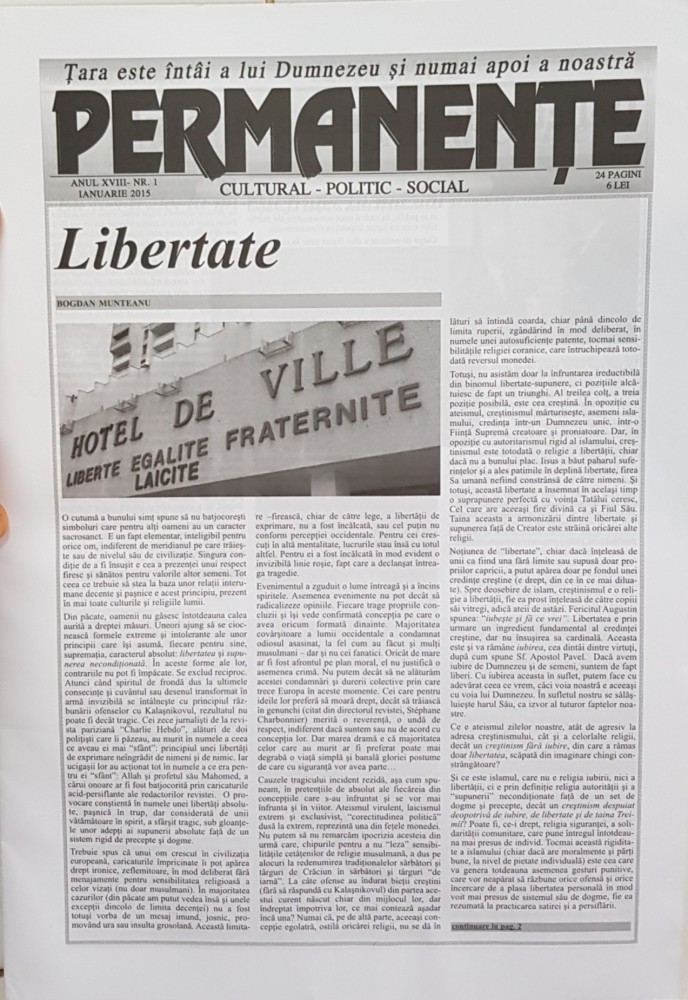 Țara este întâi a lui Dumnezeu și numai apoi a noastră
PERMANENȚE
ANUL XVIII- NR. 1
IANUARIE 2015
CULTURAL - POLITIC - SOCIAL
24 PAGINI
6 LEI
Libertate
BOGDAN MUNTEANU
HOTEL DE VILLE
LIBERTE EGALITE FRATERNITE
LAICITE
O cutumă a bunului simț spune să nu batjocorești
simboluri care pentru alți oameni au un caracter
sacrosanct. E un fapt elementar, inteligibil pentru
orice om, indiferent de meridianul pe care trăieș-
te sau de nivelul său de civilizație. Singura con-
diție de a fi însușit e cea a prezenței unui respect
firesc și sănătos pentru valorile altor semeni. Tot
ceea ce trebuie să stea la baza unor relații interu-
mane decente și pașnice e acest principiu, prezent
în mai toate culturile și religiile lumii.
Din păcate, oamenii nu găsesc întotdeauna calea
aurită a dreptei măsuri. Uneori ajung să se cioc-
nească formele extreme și intolerante ale unor
principii care își asumă, fiecare pentru sine,
supremația, caracterul absolut: libertatea și supu-
nerea necondiționată. În aceste forme ale lor,
contrariile nu pot fi împăcate. Se exclud reciproc.
Atunci când spiritul de frondă dus la ultimele
consecințe și cuvântul sau desenul transformat în
armă invizibilă se întâlnește cu principiul răz-
bunării ofenselor cu Kalașnikovul, rezultatul nu
poate fi decât tragic. Cei zece jurnaliști de la revi-
sta pariziană “Charlie Hebdo”, alături de doi
polițiști care îi păzeau, au murit în numele a ceea
ce aveau ei mai “sfânt”: principiul unei libertăți
de exprimare neîngrădit de nimeni și de nimic. Iar
ucigașii lor au acționat tot în numele a ce era pen-
tru ei “sfânt”: Allah și profetul său Mahomed, a
cărui onoare ar fi fost batjocorită prin caricaturile
acid-persiflante ale redactorilor revistei. O pro-
vocare conștientă în numele unei libertăți absolu-
te, pașnică în trup, dar considerată de unii
vătămătoare în spirit, a sfârșit tragic, sub gloanțe-
le unor adepți ai supunerii absolute față de un
sistem rigid de precepte și dogme.
Trebuie spus că unui om crescut în civilizația
europeană, caricaturile împricinate îi pot apărea
drept ironice, zeflemitoare, în mod deliberat fără
menajamente pentru sensibilitatea religioasă a
celor vizați (nu doar musulmani). În majoritatea
cazurilor (din păcate am putut vedea însă și unele
excepții dincolo de limita decenței) nu a fost
totuși vorba de un mesaj imund, josnic, pro-
movând ura sau insulta grosolană. Această limita-
re –firească, chiar de către lege, a libertății de
exprimare, nu a fost încălcată, sau cel puțin nu
conform percepției occidentale. Pentru cei cres-
cuți în altă mentalitate, lucrurile stau însă cu totul
altfel. Pentru ei a fost încălcată în mod evident o
invizibilă linie roșie, fapt care a declanșat întrea-
ga tragedie.
Evenimentul a zguduit o lume întreagă și a încins
spiritele. Asemenea evenimente nu pot decât să
radicalizeze opiniile. Fiecare trage propriile con-
cluzii și își vede confirmată concepția pe care o
avea oricum formată dinainte. Majoritatea
covârșitoare a lumii occidentale a condamnat
odiosul asasinat, la fel cum au făcut și mulți
musulmani – dar și nu cei fanatici. Oricât de mare
ar fi fost afrontul pe plan moral, el nu justifică o
asemenea crimă. Nu putem decât să ne alăturăm
acestei condamnări și dureri colective prin care
trece Europa în aceste momente. Cei care pentru
ideile lor preferă să moară drept, decât să trăiască
în genunchi (citat din directorul revistei, Stéphane
Charbonnier) merită o reverență, o undă de
respect, indiferent dacă suntem sau nu de acord cu
concepția lor. Dar marea dramă e că majoritatea
celor care au murit ar fi preferat poate mai
degrabă o viață simplă și banală gloriei postume
de care cu siguranță vor avea parte…
Cauzele tragicului incident rezidă, așa cum spu-
neam, în pretențiile de absolut ale fiecăreia din
concepțiile care s-au înfruntat și se vor mai
înfrunta și în viitor. Ateismul virulent, laicismul
extrem și exclusivist, “corectitudinea politică”
dusă la extrem, reprezintă una din fețele monedei.
Nu putem să nu remarcăm ipocrizia acesteia din
urmă care, chipurile pentru a nu “leza” sensibi-
litățile cetățenilor de religie musulmană, a dus pe
alocuri la redenumirea tradiționalelor sărbători și
târguri de Crăciun în sărbători și târguri “de
iarnă”. La câte ofense au îndurat bieții creștini
(fără să răspundă cu Kalașnikovul) din partea aces-
tui curent născut chiar din mijlocul lor, dar
îndreptat împotriva lor, ce mai contează așadar
încă una? Numai că, pe de altă parte, aceeași con-
cepție egolatră, ostilă oricărei religii, nu se dă în
lături să întindă coarda, chiar până dincolo de
limita ruperii, zgândărind în mod deliberat, în
numele unei autosuficiențe patente, tocmai sensi-
bilitățile religiei coranice, care întruchipează toto-
dată reversul monedei.
Totuși, nu asistăm doar la înfruntarea ireductibilă
din binomul libertate-supunere, ci pozițiile alcă-
tuiesc de fapt un triunghi. Al treilea colț, a treia
poziție posibilă, este cea creștină. În opoziție cu
ateismul, creștinismul mărturisește, asemeni isla-
mului, credința într-un Dumnezeu unic, într-o
Ființă Supremă creatoare și proniatoare. Dar, în
opoziție cu autoritarismul rigid al islamului, creș-
tinismul este totodată o religie a libertății, chiar
dacă nu a bunului plac. Iisus a băut paharul sufe-
rințelor și a ales patimile în deplină libertate, firea
Sa umană nefiind constrânsă de către nimeni. Și
totuși, această libertate a însemnat în același timp
o suprapunere perfectă cu voința Tatălui ceresc,
Cel care are aceeași fire divină ca și Fiul Său.
Taina aceasta a armonizării dintre libertate și
supunerea față de Creator este străină oricărei alte
religii.
Noțiunea de “libertate”, chiar dacă înțeleasă de
unii ca fiind una fără limite sau supusă doar pro-
priilor capricii, a putut apărea doar pe fondul unei
credințe creștine (e drept, din ce în ce mai dilua-
te). Spre deosebire de islam, creștinismul e o reli-
gie a libertății, fie ea prost înțeleasă de către copiii
săi vitregi, adică ateii de astăzi. Fericitul Augustin
spunea: “iubește și fă ce vrei”. Libertatea e prin
urmare un ingredient fundamental al credinței
creștine, dar nu însușirea sa cardinală. Aceasta
este și va rămâne iubirea, cea dintâi dintre virtuți,
după cum spune Sf. Apostol Pavel. Dacă avem
iubire de Dumnezeu și de semeni, suntem de fapt
liberi. Cu iubirea aceasta în suflet, putem face cu
adevărat ceea ce vrem, căci voia noastră e aceeași
cu voia lui Dumnezeu. În sufletul nostru se sălăș-
luiește harul Său, ca izvor al tuturor faptelor noa-
stre.
Ce e ateismul zilelor noastre, atât de agresiv la
adresa creștinismului, cât și a celorlalte religii,
decât un creștinism fără iubire, din care a rămas
doar libertatea, scăpată din imaginare chingi con-
strângătoare?
Și ce este islamul, care nu e religia iubirii, nici a
libertății, ci e prin definiție religia autorității și a
“supunerii” necondiționate față de un set de
dogme și precepte, decât un creștinism despuiat
deopotrivă de iubire, de libertate și de taina Trei-
mii? Poate fi, ce-i drept, religia siguranței, a soli-
darității comunitare, care pune întregul întotdeau-
na mai presus de individ. Tocmai această rigidita-
te a islamului (chiar dacă are moralmente și părți
bune, la nivel de pietate individuală) este cea care
va genera totdeauna asemenea gesturi punitive,
care vor neapărat să răzbune orice ofensă și orice
încercare de a plasa libertatea personală în mod
voit mai presus de sistemul său de dogme, fie ea
rezumată la practicarea satirei și a persiflării.
continuare în pag. 2